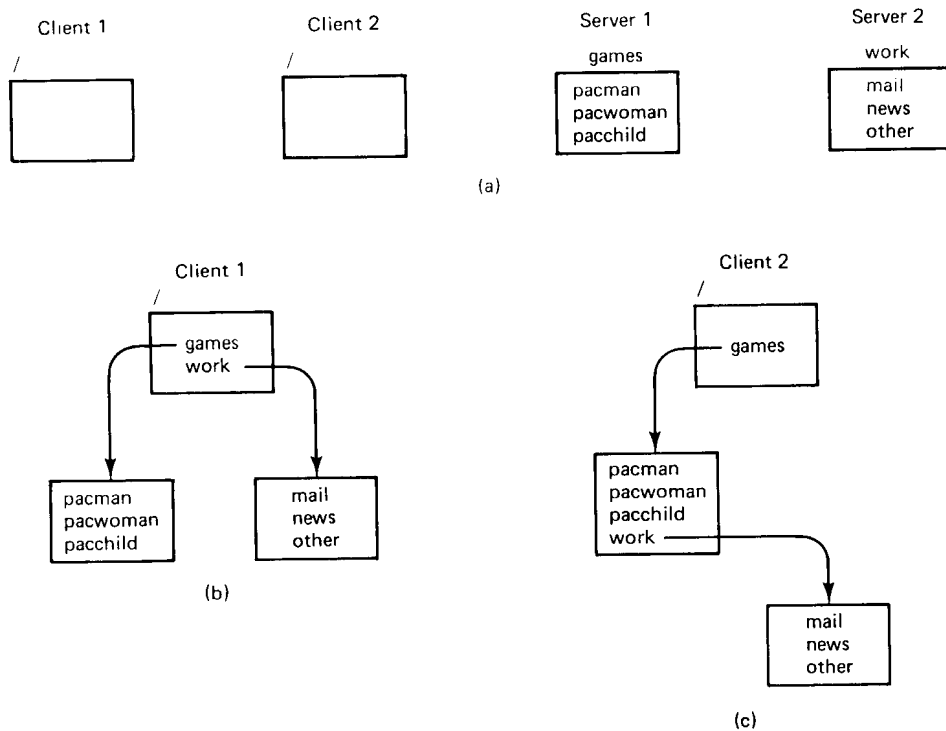 Client 1
/
Client 2
/
Server 1
games
pacman
pacwoman
pacchild
Server 2
work
mail
news
other
(a)
Client 1
/
games
work
pacman
pacwoman
pacchild
mail
news
other
(b)
Client 2
/
games
pacman
pacwoman
pacchild
work
mail
news
other
(c)